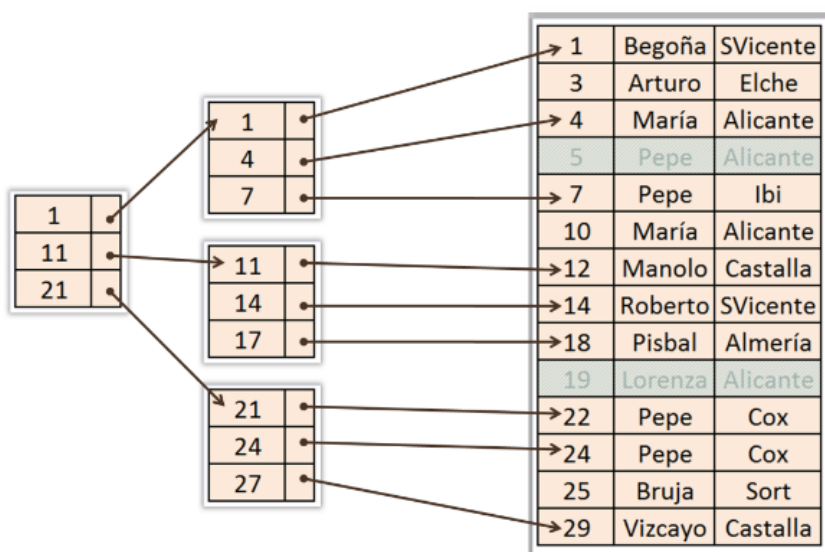 1
11
21
1
4
7
11
14
17
21
24
27
1 Begoña SVicente
3 Arturo Elche
4 María Alicante
5 Pepe Alicante
7 Pepe Ibi
10 María Alicante
12 Manolo Castalla
14 Roberto SVicente
18 Pisbal Almería
19 Lorenza Alicante
22 Pepe Cox
24 Pepe Cox
25 Bruja Sort
29 Vizcayo Castalla